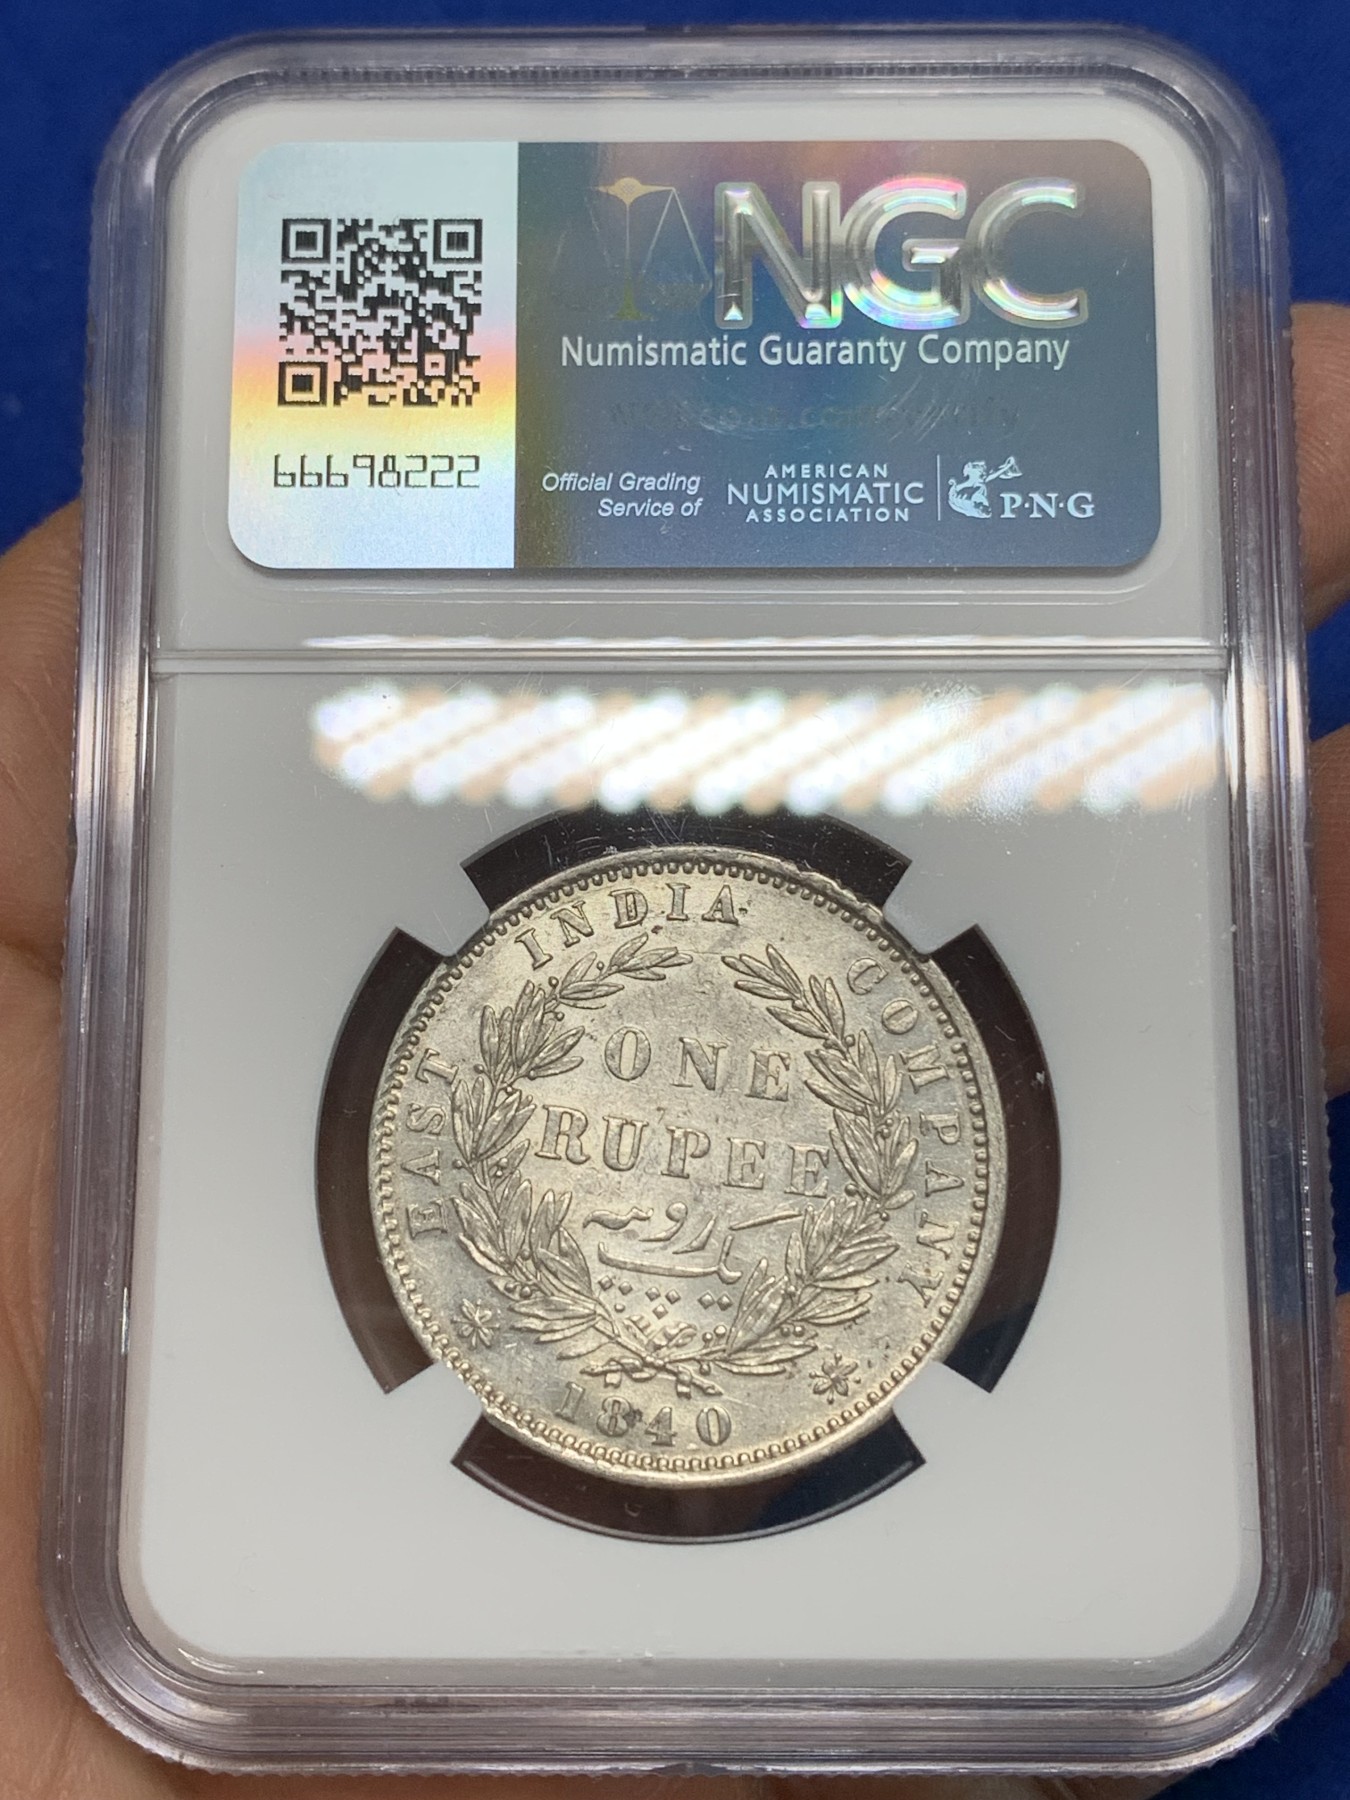 NGC
Numismatic Guaranty Company
66698222
Official Grading
Service of
AMERICAN
NUMISMATIC
ASSOCIATION
P·N·G
EAST INDIA COMPANY
ONE
RUPEE
یک روپیہ
1840